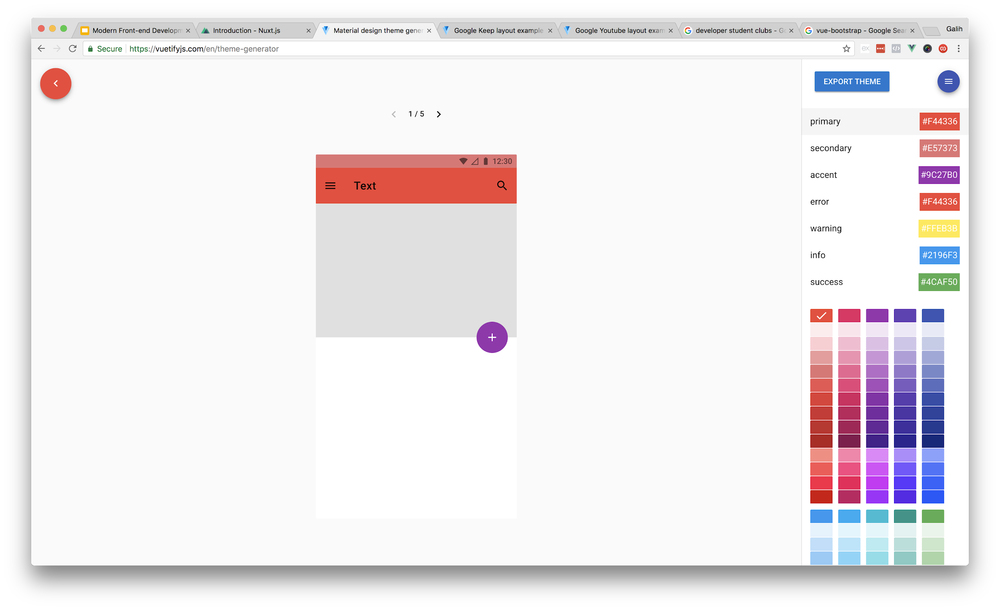 Modern Front-end Developm
Introduction - Nuxt.js
Material design theme gener
Google Keep layout example
Google Youtube layout exam
developer student clubs - Go
vue-bootstrap - Google Sear
Galih
Secure https://vuetifyjs.com/en/theme-generator
ex
EXPORT THEME
1 / 5
12:30
Text
primary #F44336
secondary #E57373
accent #9C27B0
error #F44336
warning #FFEB3B
info #2196F3
success #4CAF50